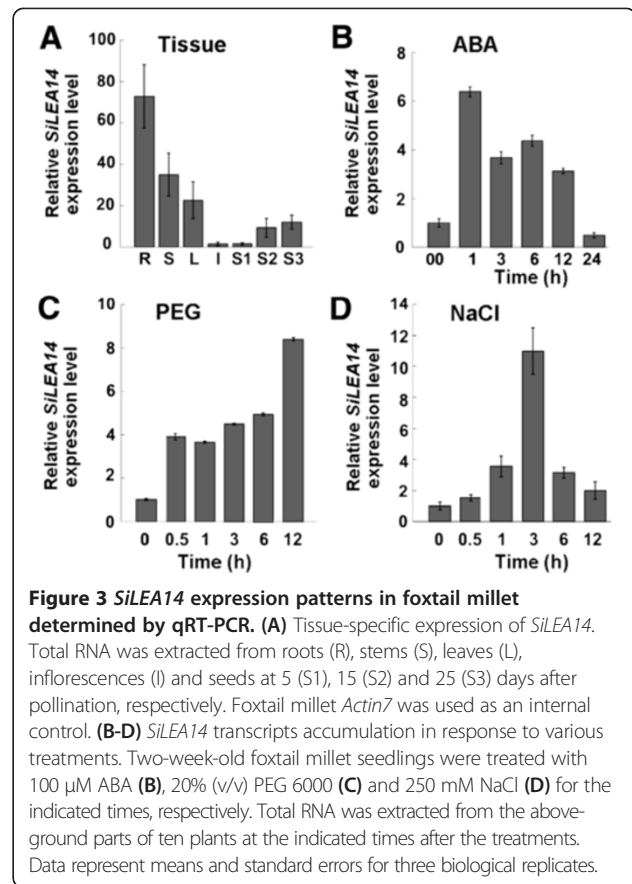 A Tissue
Relative SiLEA14
expression level
100
80
60
40
20
0
R S L I S1 S2 S3
B ABA
Relative SiLEA14
expression level
8
6
4
2
0
00 1 3 6 12 24
Time (h)
C PEG
Relative SiLEA14
expression level
10
8
6
4
2
0
0 0.5 1 3 6 12
Time (h)
D NaCl
Relative SiLEA14
expression level
14
12
10
8
6
4
2
0
0 0.5 1 3 6 12
Time (h)
Figure 3 SiLEA14 expression patterns in foxtail millet
determined by qRT-PCR. (A) Tissue-specific expression of SiLEA14.
Total RNA was extracted from roots (R), stems (S), leaves (L),
inflorescences (I) and seeds at 5 (S1), 15 (S2) and 25 (S3) days after
pollination, respectively. Foxtail millet Actin7 was used as an internal
control. (B-D) SiLEA14 transcripts accumulation in response to various
treatments. Two-week-old foxtail millet seedlings were treated with
100 μM ABA (B), 20% (v/v) PEG 6000 (C) and 250 mM NaCl (D) for the
indicated times, respectively. Total RNA was extracted from the above-
ground parts of ten plants at the indicated times after the treatments.
Data represent means and standard errors for three biological replicates.